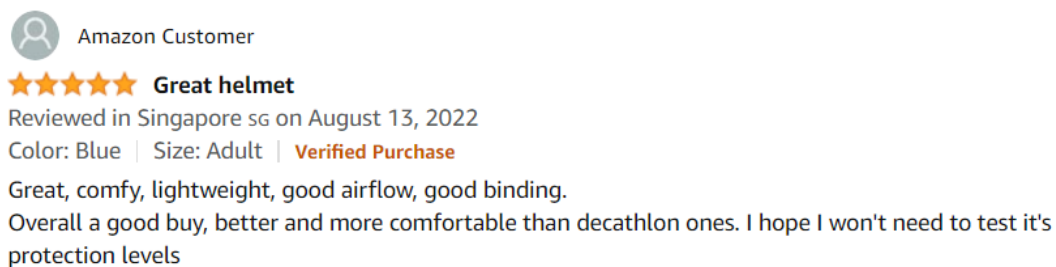 Amazon Customer
Great helmet
Reviewed in Singapore SG on August 13, 2022
Color: Blue | Size: Adult | Verified Purchase
Great, comfy, lightweight, good airflow, good binding.
Overall a good buy, better and more comfortable than decathlon ones. I hope I won't need to test it's
protection levels